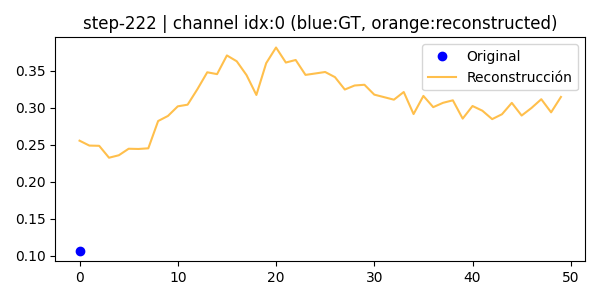 step-222 | channel idx:0 (blue:GT, orange:reconstructed)
Original
Reconstrucción
0.35
0.30
0.25
0.20
0.15
0.10
0 10 20 30 40 50